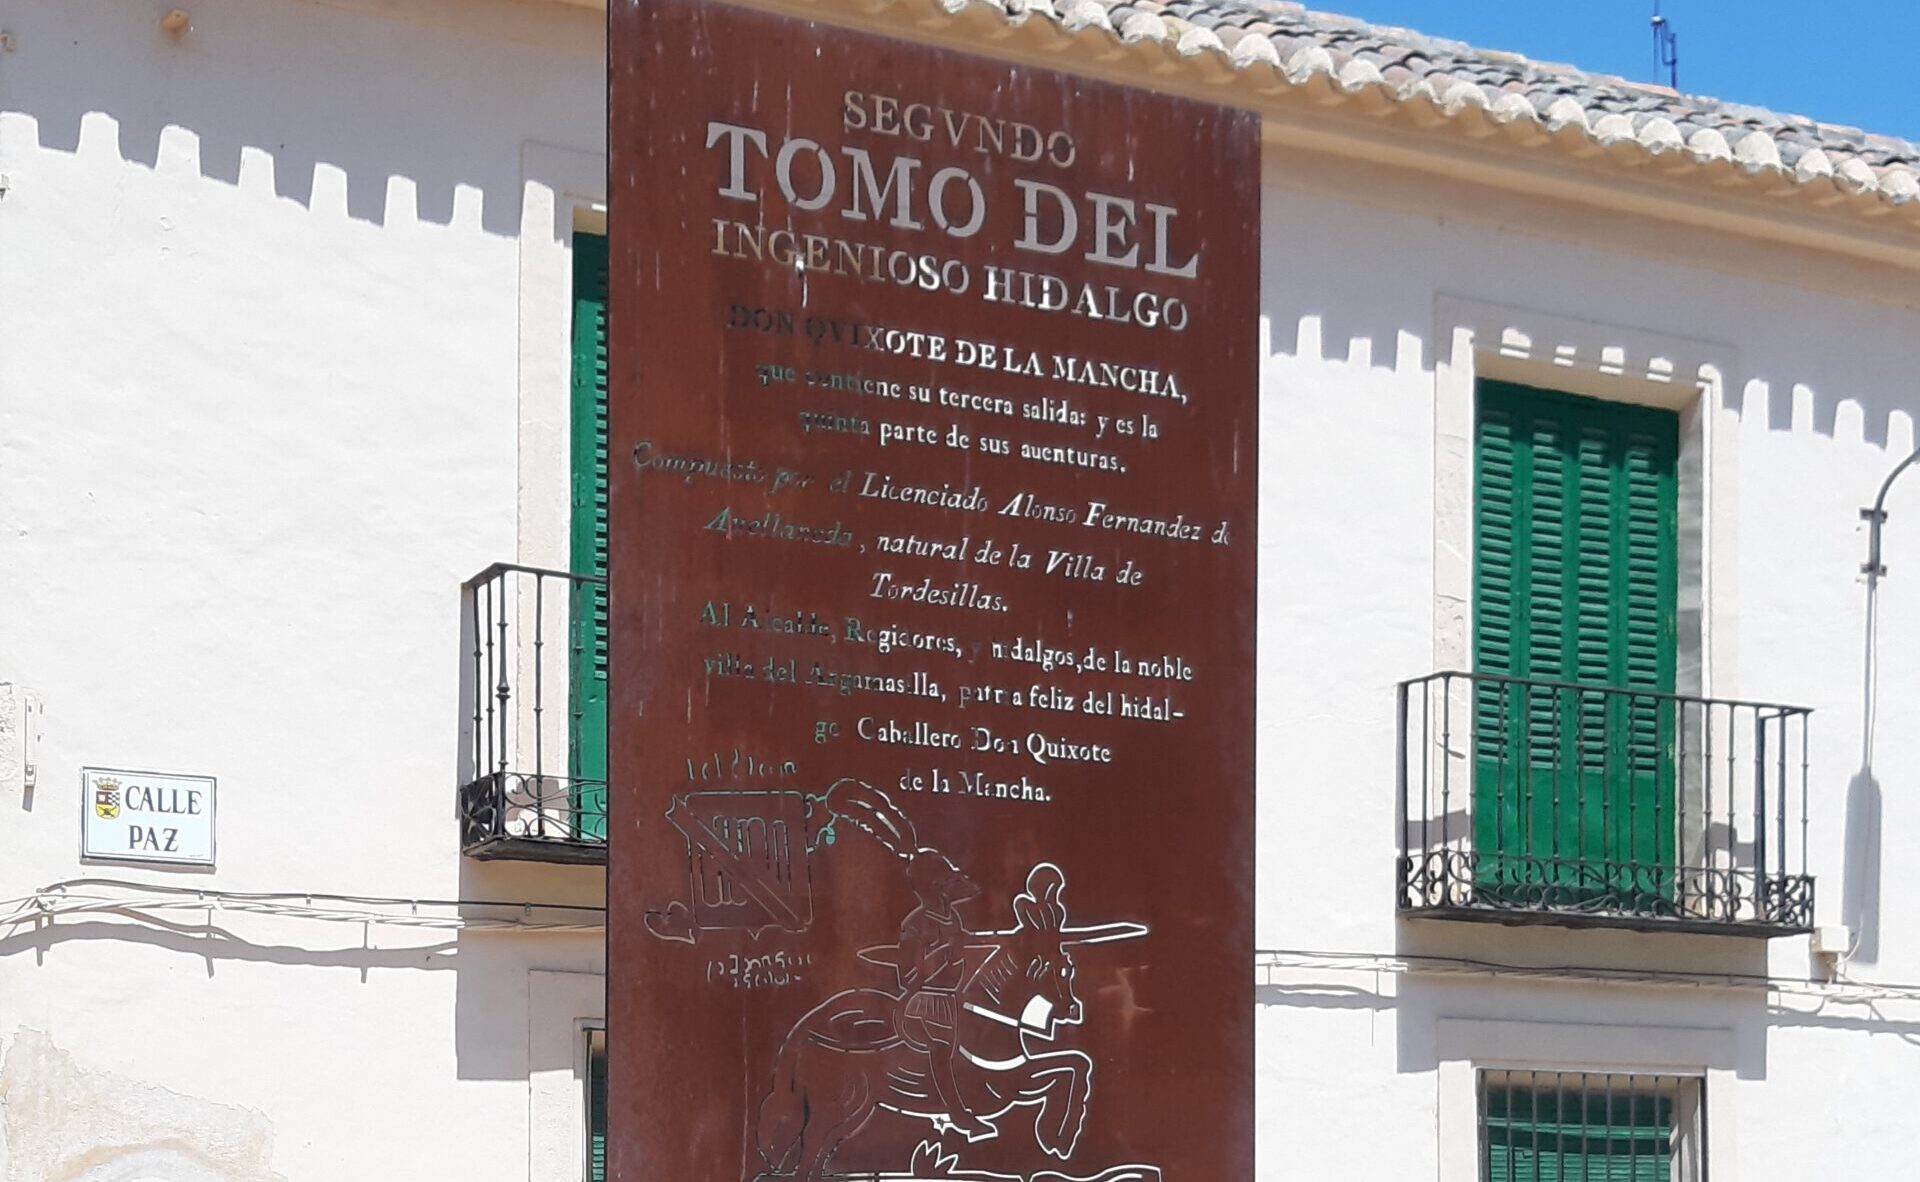 SEGVNDO
TOMO DEL
INGENIOSO HIDALGO
DON QVIXOTE DE LA MANCHA,
que contiene su tercera salida: y es la
quinta parte de sus auenturas.
Compuesto por el Licenciado Alonso Fernandez de
Auellaneda, natural de la Villa de
Tordesillas.
Al Alcalde, Regidores, y hidalgos, de la noble
villa del Argamasilla, patria feliz del hidal-
go Caballero Don Quixote
de la Mancha.
CALLE
PAZ